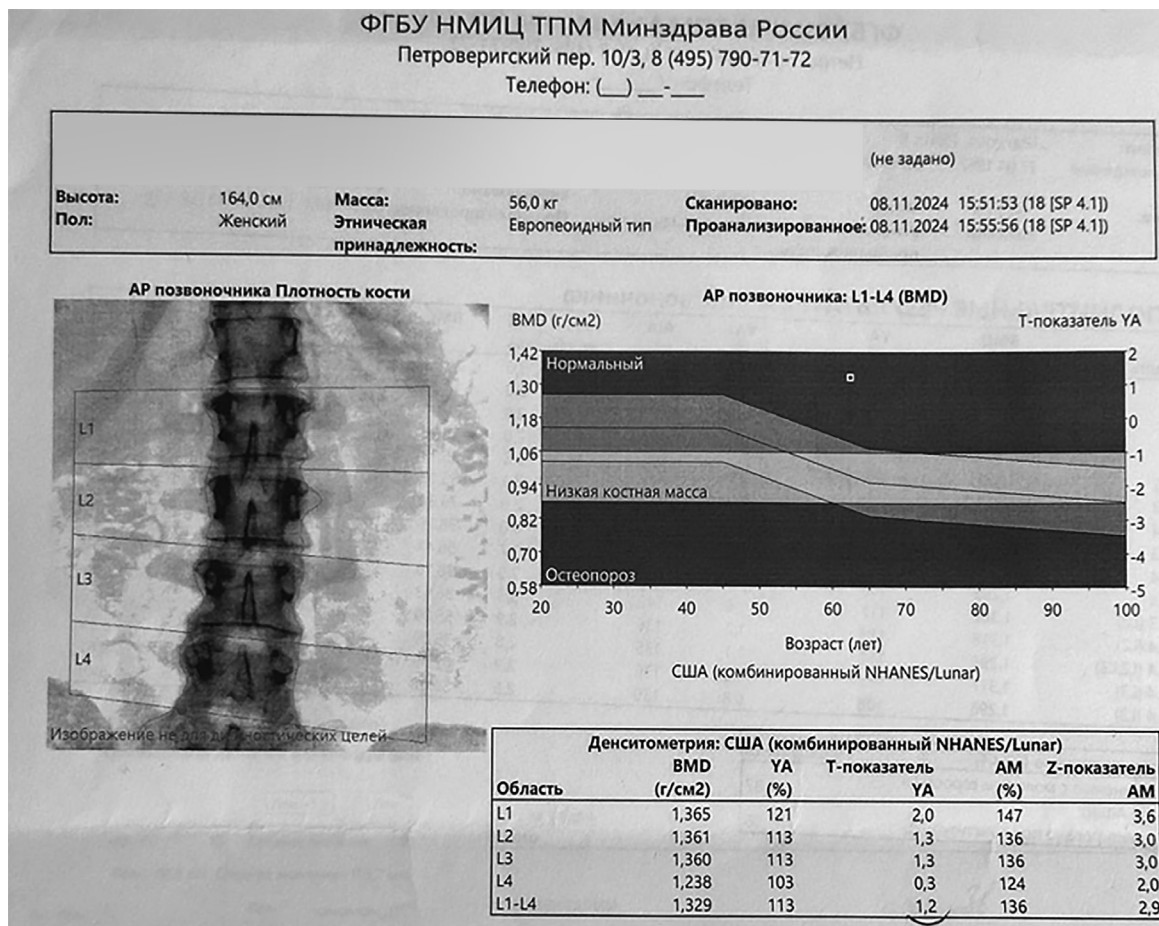 ФГБУ НМИЦ ТПМ Минздрава России
Петроверигский пер. 10/3, 8 (495) 790-71-72
Телефон: (__) __-___
(не задано)
Высота: 164,0 см Масса: 56,0 кг Сканировано: 08.11.2024 15:51:53 (18 [SP 4.1])
Пол: Женский Этническая Европеоидный тип Проанализированное: 08.11.2024 15:55:56 (18 [SP 4.1])
принадлежность:
АР позвоночника Плотность кости
L1
L2
L3
L4
Изображение не для диагностических целей
АР позвоночника: L1-L4 (BMD)
BMD (г/см2) Т-показатель YA
1,42 2
Нормальный
1,30 1
1,18 0
1,06 -1
0,94 -2
Низкая костная масса
0,82 -3
0,70 -4
Остеопороз
0,58 -5
20 30 40 50 60 70 80 90 100
Возраст (лет)
США (комбинированный NHANES/Lunar)
Денситометрия: США (комбинированный NHANES/Lunar)
BMD YA Т-показатель AM Z-показатель
Область (г/см2) (%) YA (%) AM
L1 1,365 121 2,0 147 3,6
L2 1,361 113 1,3 136 3,0
L3 1,360 113 1,3 136 3,0
L4 1,238 103 0,3 124 2,0
L1-L4 1,329 113 1,2 136 2,9